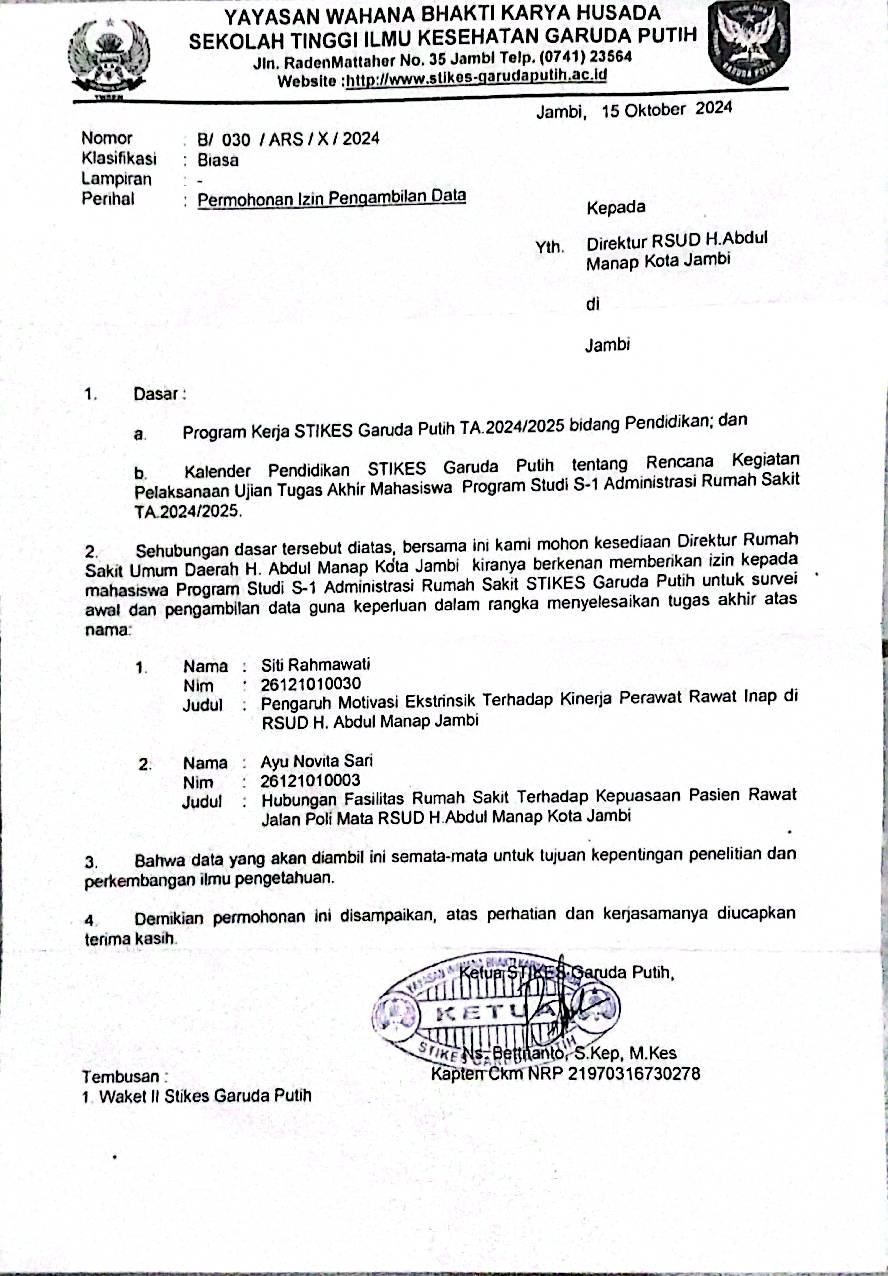 YAYASAN WAHANA BHAKTI KARYA HUSADA
SEKOLAH TINGGI ILMU KESEHATAN GARUDA PUTIH
Jln. RadenMattaher No. 35 Jambi Telp. (0741) 23564
Website :http://www.stikes-garudaputih.ac.id
GARUDA PUTIH
Jambi, 15 Oktober 2024
Nomor : B/ 030 / ARS / X / 2024
Klasifikasi : Biasa
Lampiran : -
Perihal : Permohonan Izin Pengambilan Data
Kepada
Yth. Direktur RSUD H.Abdul
Manap Kota Jambi
di
Jambi
1. Dasar :
a. Program Kerja STIKES Garuda Putih TA.2024/2025 bidang Pendidikan; dan
b. Kalender Pendidikan STIKES Garuda Putih tentang Rencana Kegiatan
Pelaksanaan Ujian Tugas Akhir Mahasiswa Program Studi S-1 Administrasi Rumah Sakit
TA.2024/2025.
2. Sehubungan dasar tersebut diatas, bersama ini kami mohon kesediaan Direktur Rumah
Sakit Umum Daerah H. Abdul Manap Kota Jambi kiranya berkenan memberikan izin kepada
mahasiswa Program Studi S-1 Administrasi Rumah Sakit STIKES Garuda Putih untuk survei
awal dan pengambilan data guna keperluan dalam rangka menyelesaikan tugas akhir atas
nama:
1. Nama : Siti Rahmawati
Nim : 26121010030
Judul : Pengaruh Motivasi Ekstrinsik Terhadap Kinerja Perawat Rawat Inap di
RSUD H. Abdul Manap Jambi
2. Nama : Ayu Novita Sari
Nim : 26121010003
Judul : Hubungan Fasilitas Rumah Sakit Terhadap Kepuasaan Pasien Rawat
Jalan Poli Mata RSUD H.Abdul Manap Kota Jambi
3. Bahwa data yang akan diambil ini semata-mata untuk tujuan kepentingan penelitian dan
perkembangan ilmu pengetahuan.
4. Demikian permohonan ini disampaikan, atas perhatian dan kerjasamanya diucapkan
terima kasih.
Ketua STIKES Garuda Putih,
KETUA
Ns. Bettrianto, S.Kep, M.Kes
Kapten Ckm NRP 21970316730278
Tembusan :
1. Waket II Stikes Garuda Putih